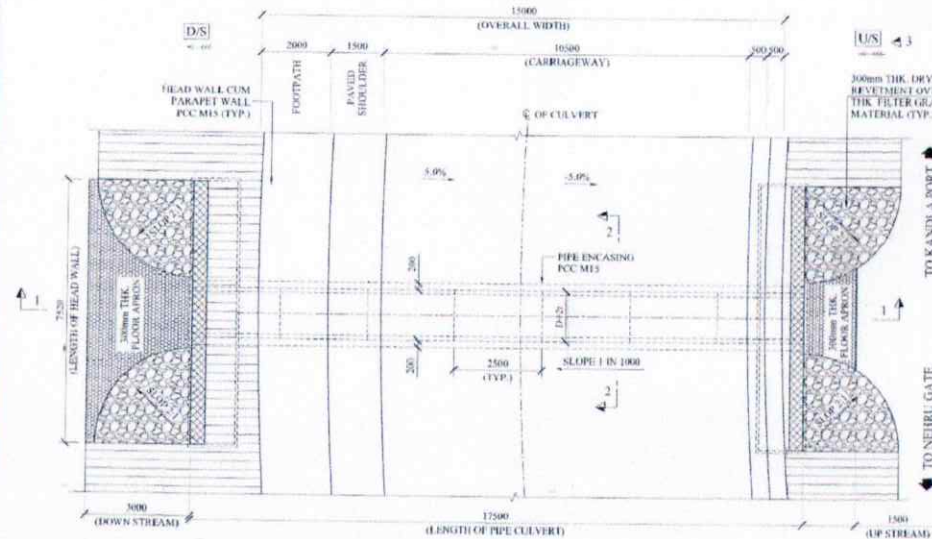 15000
(OVERALL WIDTH)
D/S
U/S
3
2000
1500
10500
(CARRIAGEWAY)
500
500
FOOTPATH
PAVED
SHOULDER
HEAD WALL CUM
PARAPET WALL
PCC M15 (TYP.)
℄ OF CULVERT
300mm THK. DRY
REVETMENT OV
THK. FILTER GRA
MATERIAL (TYP.
5.0%
-5.0%
2
TO KANDLA PORT
200
PIPE ENCASING
PCC M15
1
7520
(LENGTH OF HEAD WALL)
300mm THK.
FLOOR APRON
300mm THK.
FLOOR APRON
1
2500
(TYP.)
SLOPE 1 IN 1000
200
2
TO NEHRU GATE
3000
(DOWN STREAM)
17500
(LENGTH OF PIPE CULVERT)
1500
(UP STREAM)